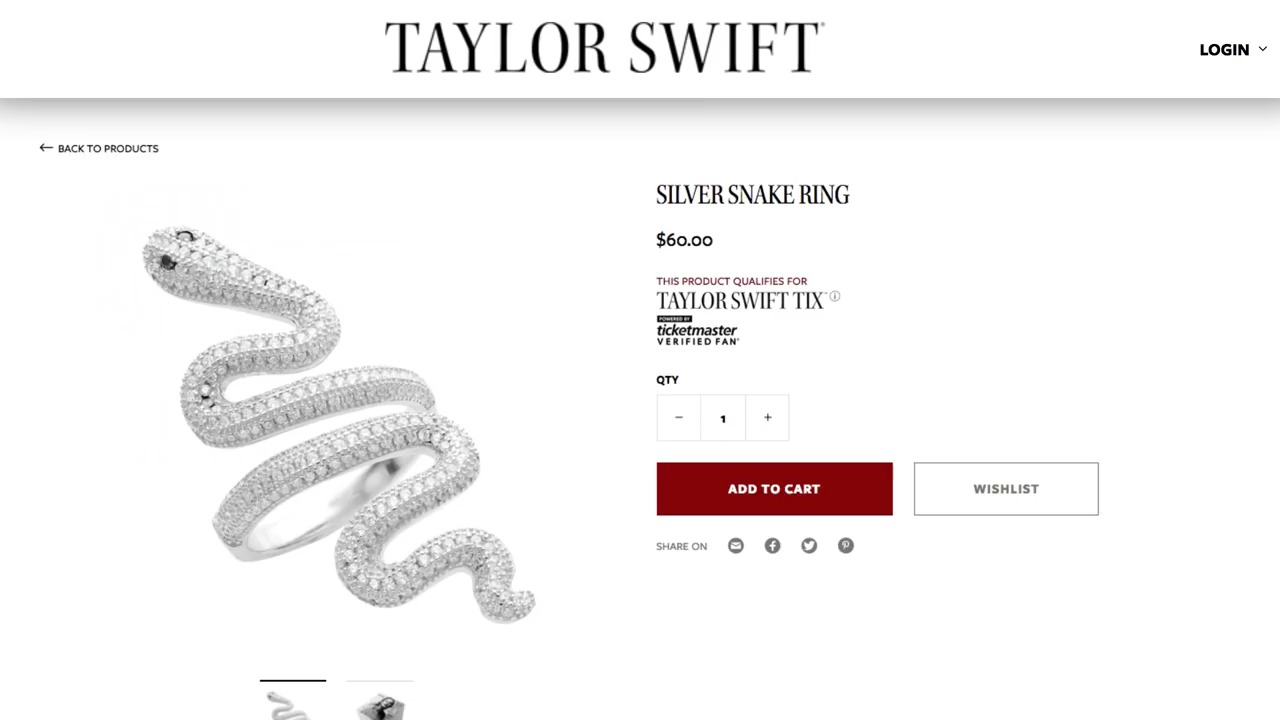 TAYLOR SWIFT®
LOGIN
← BACK TO PRODUCTS
SILVER SNAKE RING
$60.00
THIS PRODUCT QUALIFIES FOR
TAYLOR SWIFT TIX™
POWERED BY
ticketmaster
VERIFIED FAN®
QTY
− 1 +
ADD TO CART
WISHLIST
SHARE ON